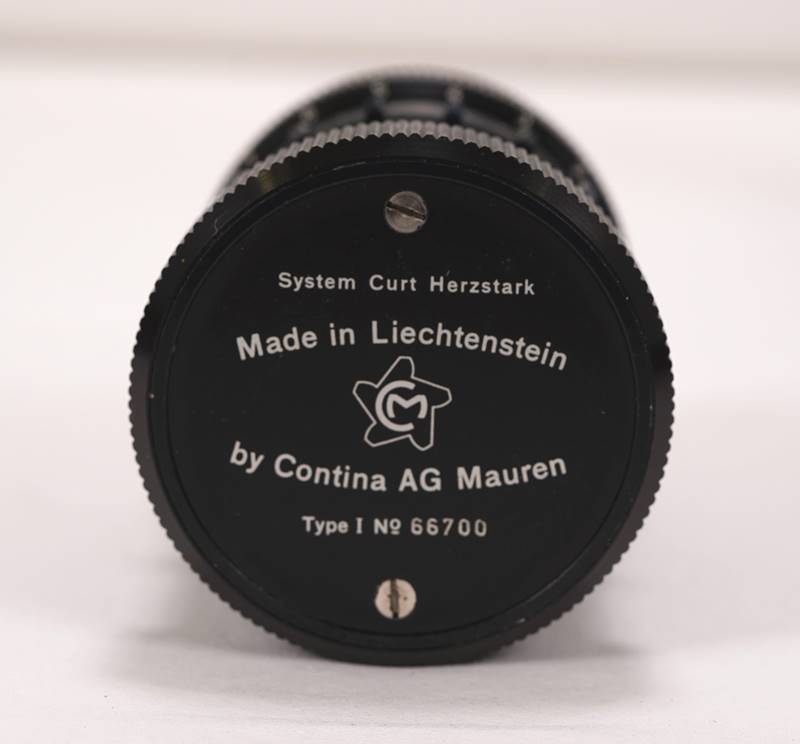 System Curt Herzstark
Made in Liechtenstein
CM
by Contina AG Mauren
Type I Nº 66700